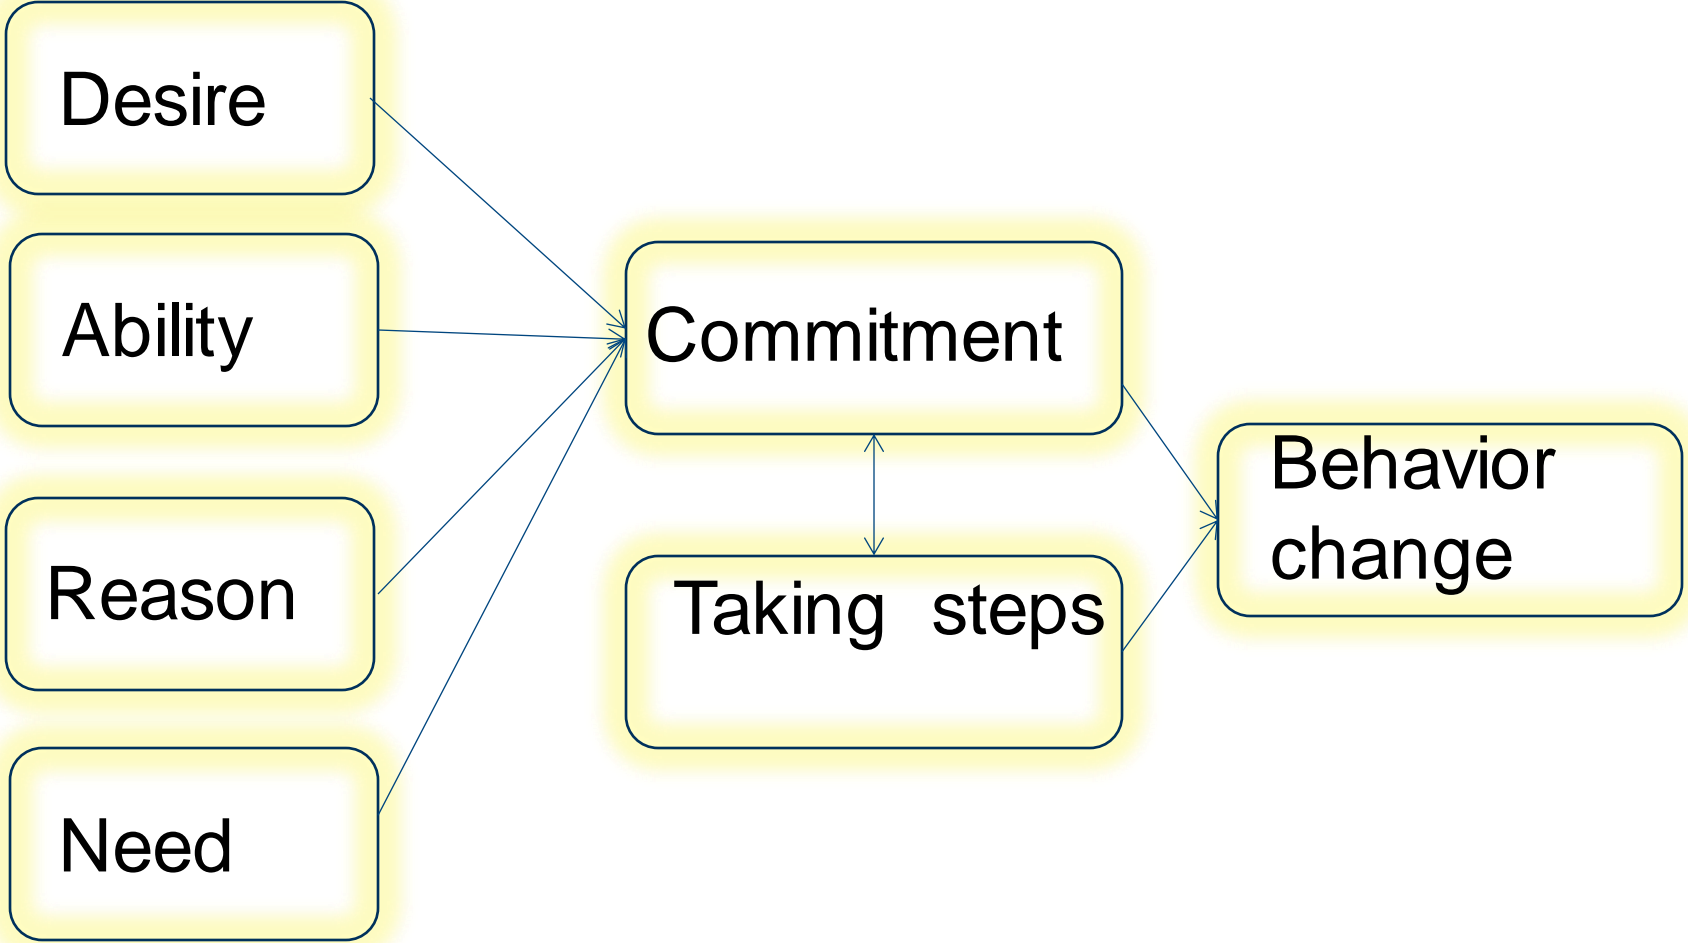 Desire
Ability
Reason
Need
Commitment
Taking steps
Behavior
change